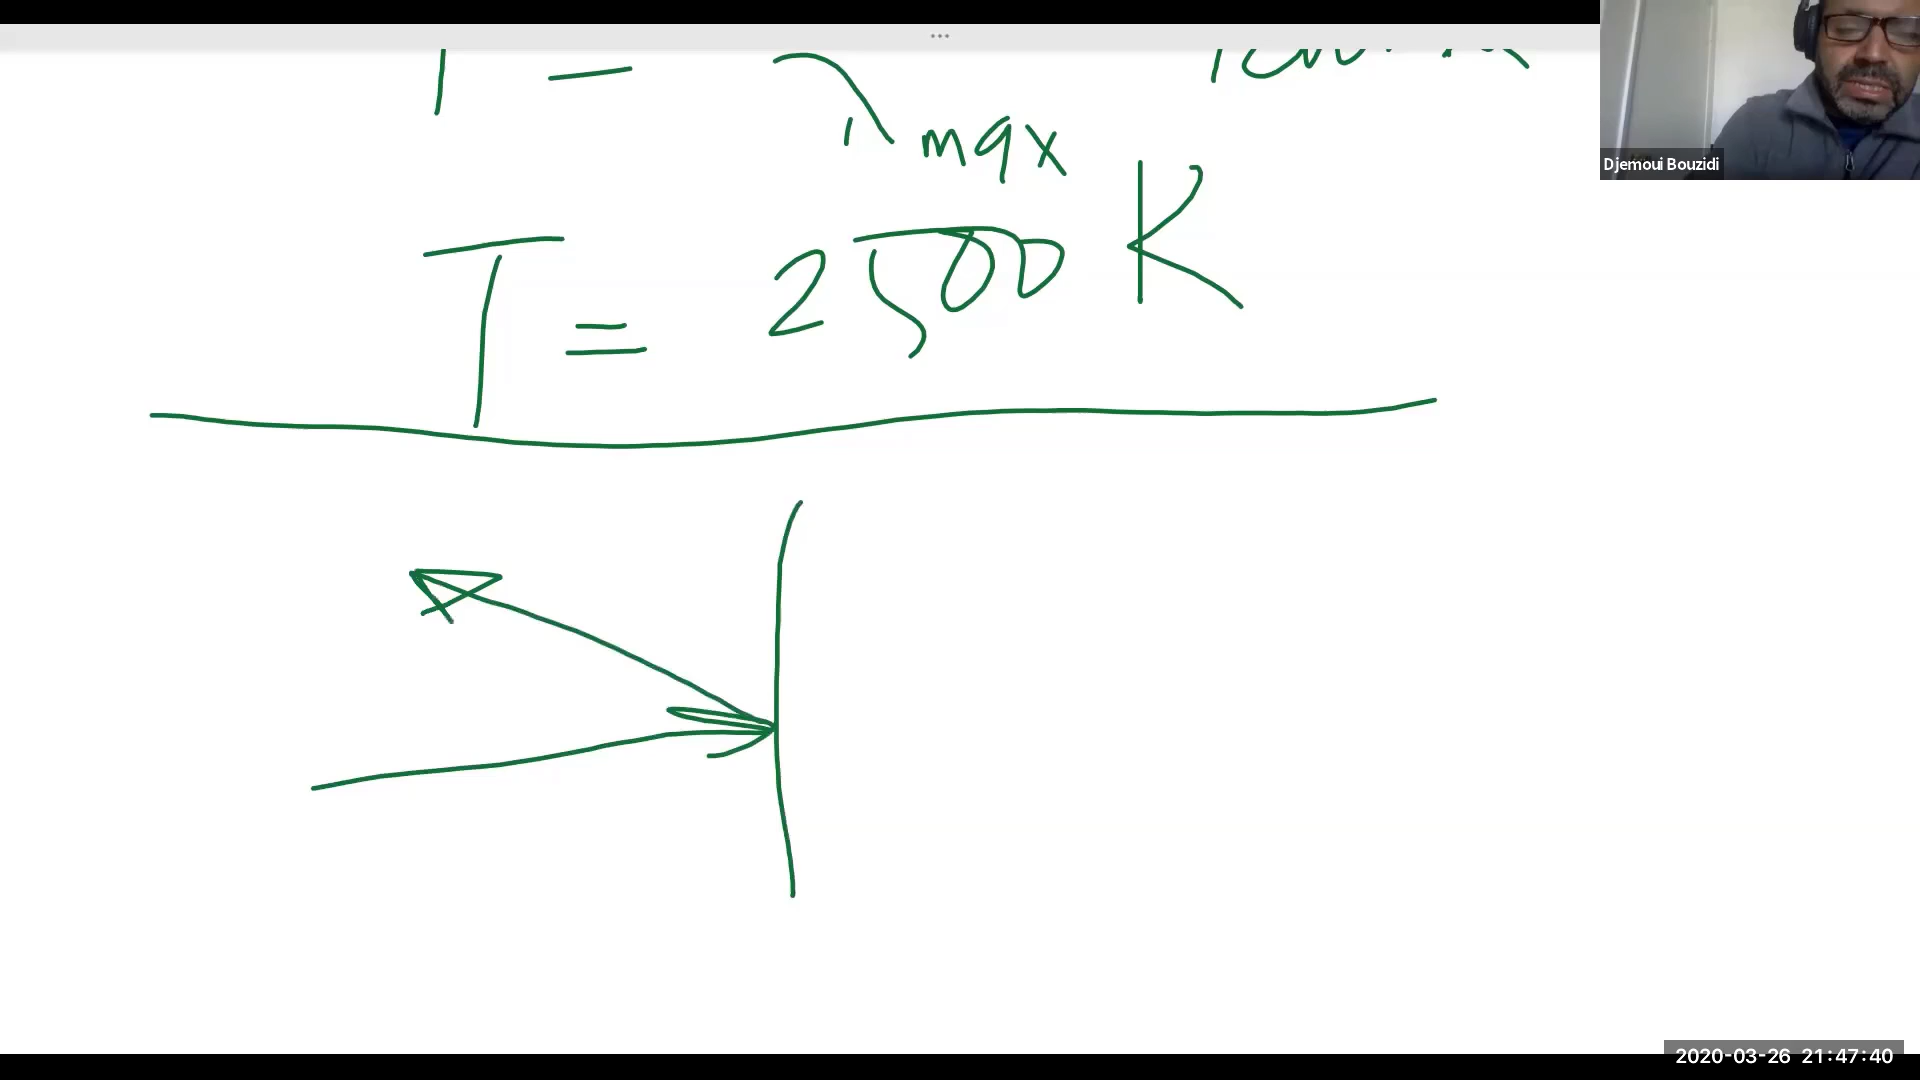 T =
λmax
T = 2500 K
Djemoui Bouzidi
2020-03-26 21:47:40